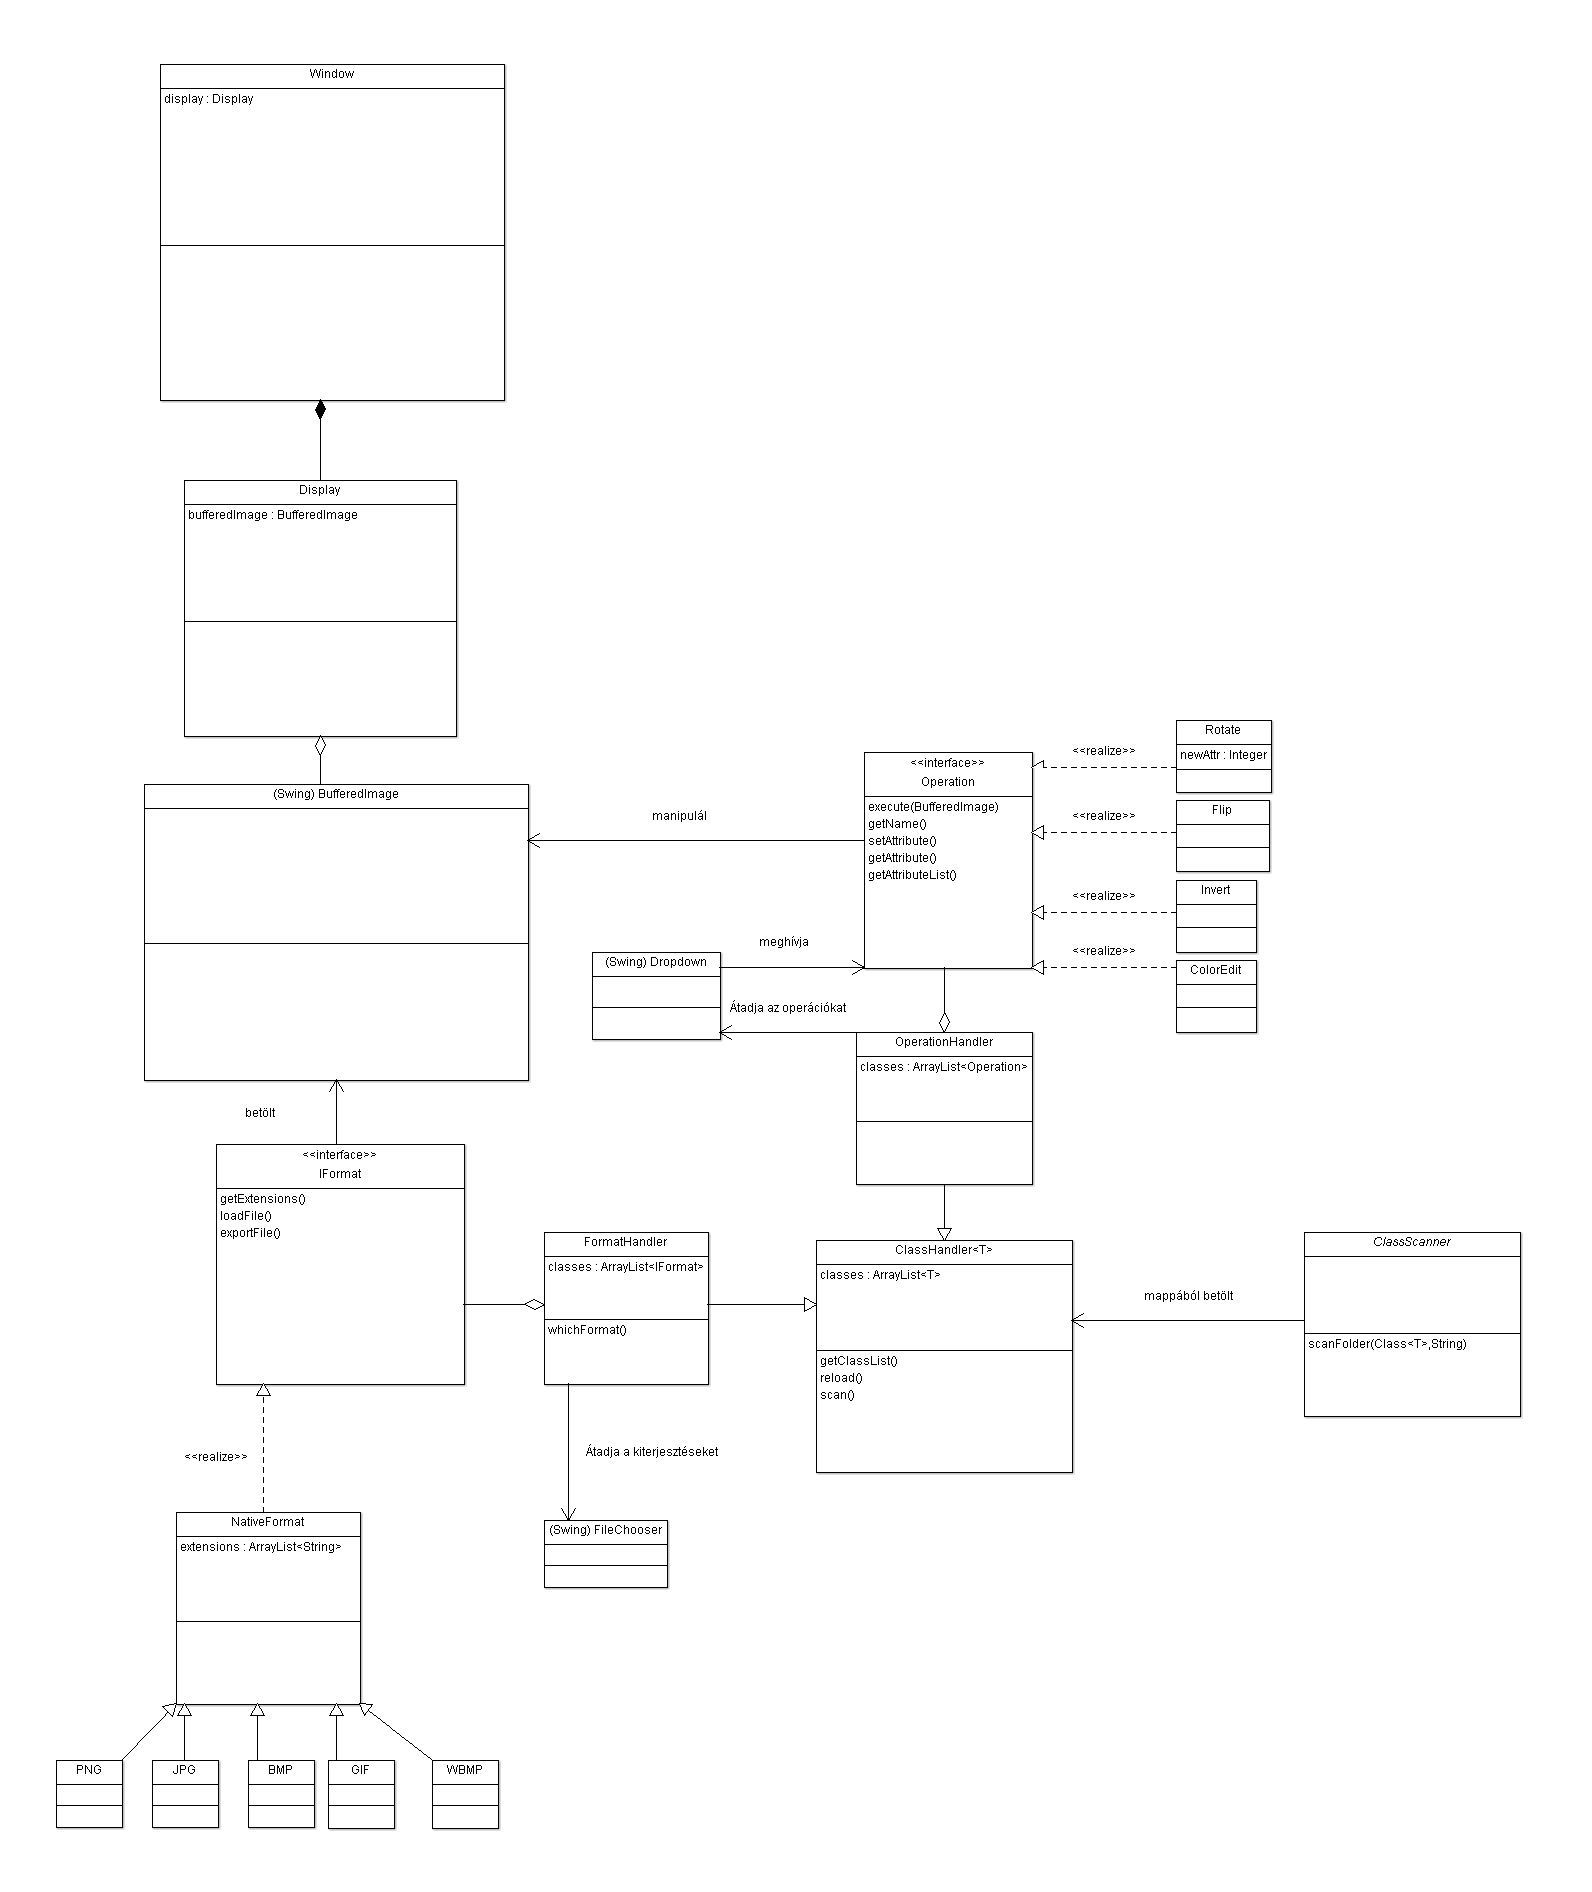 Window
display : Display
Display
bufferedImage : BufferedImage
(Swing) BufferedImage
manipulál
<<interface>>
Operation
execute(BufferedImage)
getName()
setAttribute()
getAttribute()
getAttributeList()
<<realize>>
Rotate
newAttr : Integer
<<realize>>
Flip
<<realize>>
Invert
<<realize>>
ColorEdit
(Swing) Dropdown
meghívja
Átadja az operációkat
OperationHandler
classes : ArrayList<Operation>
betölt
<<interface>>
IFormat
getExtensions()
loadFile()
exportFile()
FormatHandler
classes : ArrayList<IFormat>
whichFormat()
ClassHandler<T>
classes : ArrayList<T>
getClassList()
reload()
scan()
mappából betölt
ClassScanner
scanFolder(Class<T>,String)
<<realize>>
Átadja a kiterjesztéseket
(Swing) FileChooser
NativeFormat
extensions : ArrayList<String>
PNG
JPG
BMP
GIF
WBMP